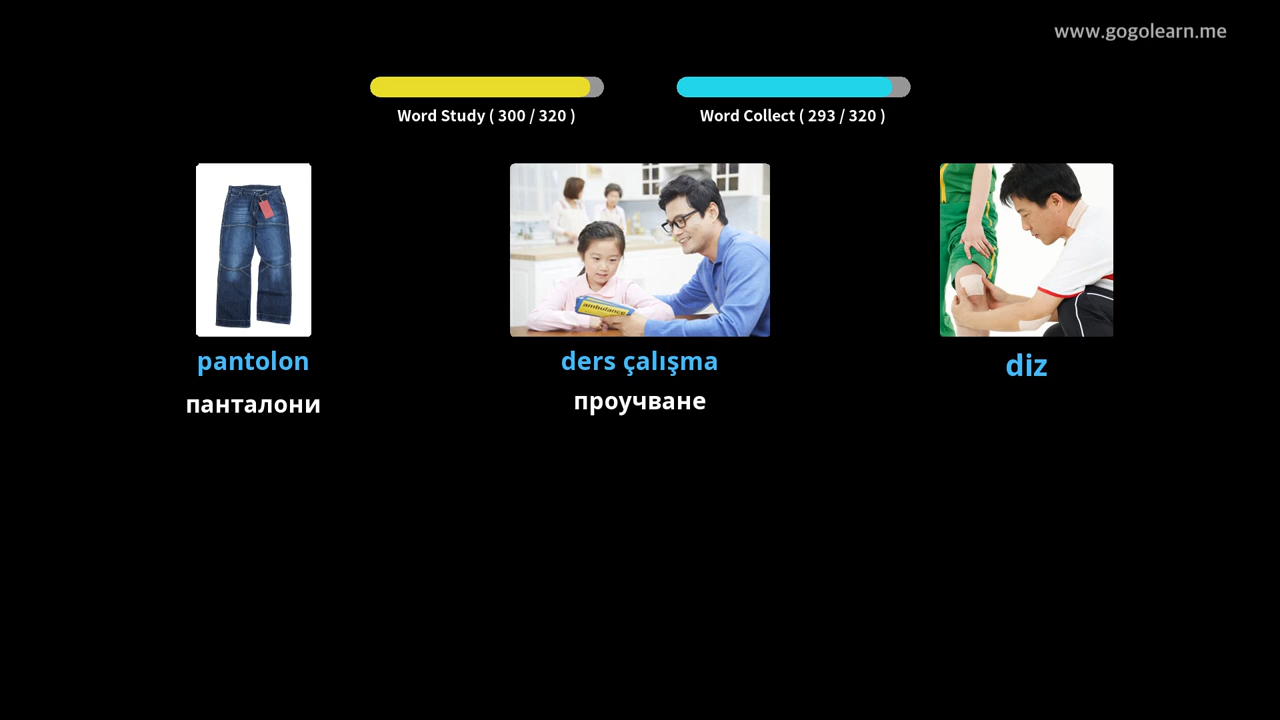 www.gogolearn.me
Word Study ( 300 / 320 )
Word Collect ( 293 / 320 )
ambulance
pantolon
ders çalışma
diz
панталони
проучване